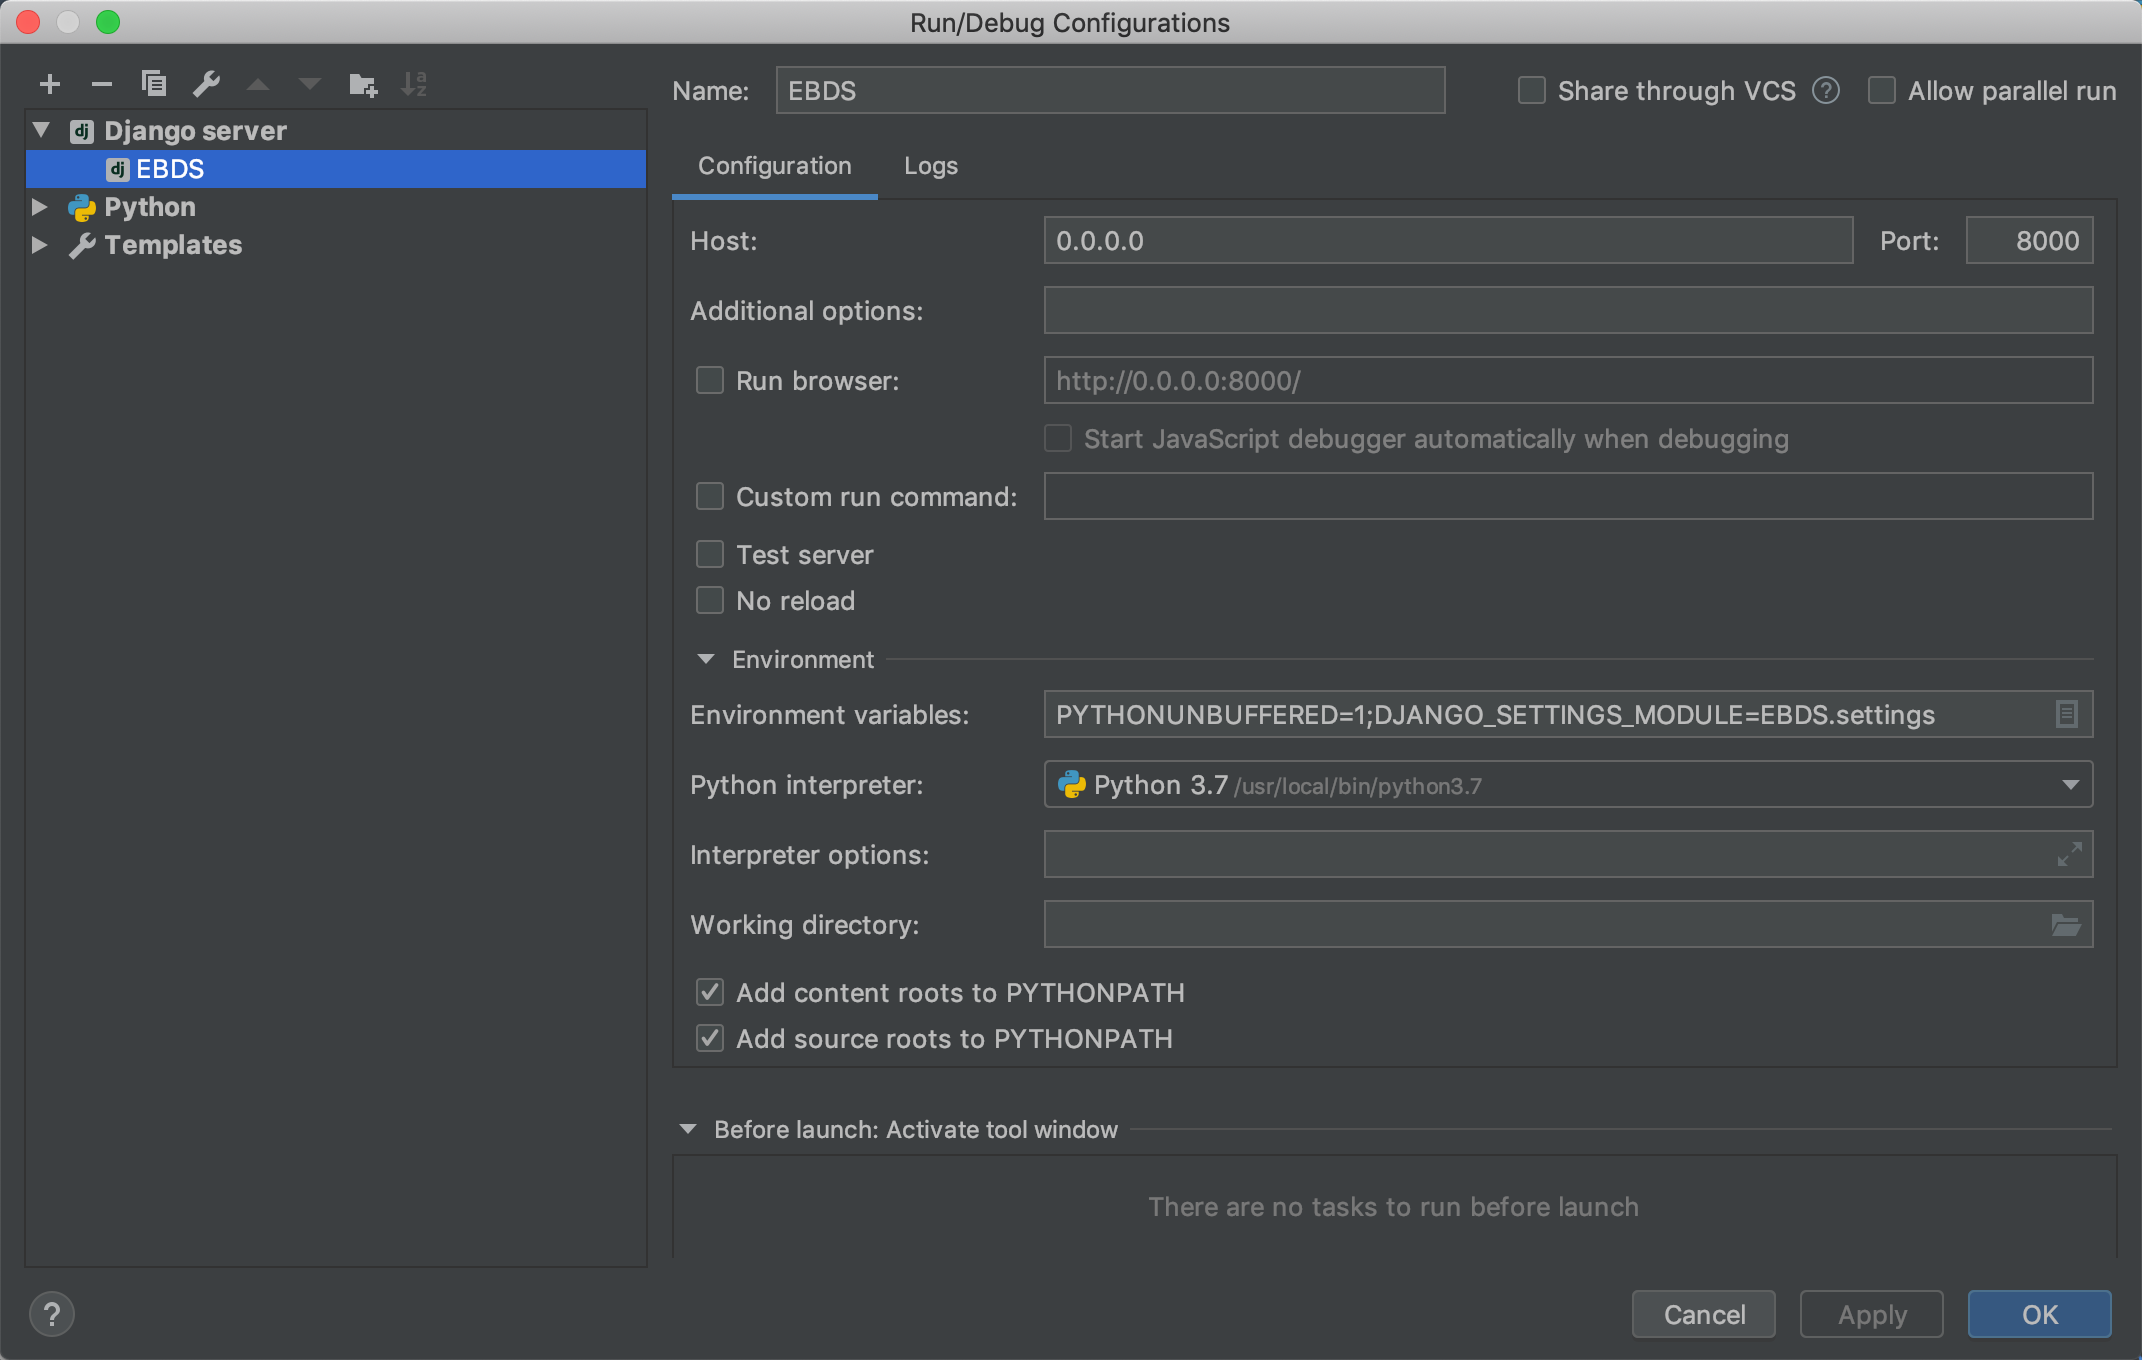 Run/Debug Configurations
Name: EBDS Share through VCS ? Allow parallel run
Django server
EBDS
Python
Templates
Configuration Logs
Host: 0.0.0.0 Port: 8000
Additional options:
Run browser: http://0.0.0.0:8000/
Start JavaScript debugger automatically when debugging
Custom run command:
Test server
No reload
Environment
Environment variables: PYTHONUNBUFFERED=1;DJANGO_SETTINGS_MODULE=EBDS.settings
Python interpreter: Python 3.7 /usr/local/bin/python3.7
Interpreter options:
Working directory:
Add content roots to PYTHONPATH
Add source roots to PYTHONPATH
Before launch: Activate tool window
There are no tasks to run before launch
? Cancel Apply OK